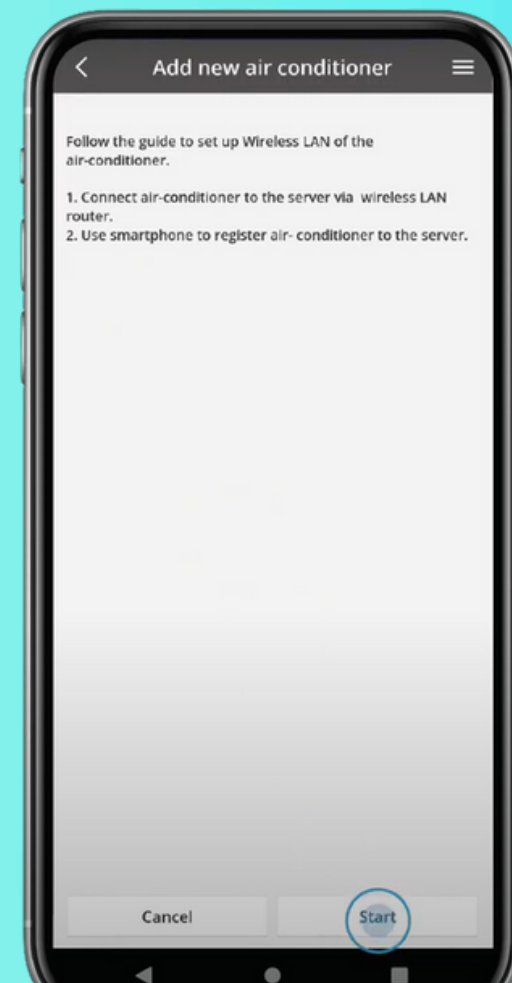 Add new air conditioner
Follow the guide to set up Wireless LAN of the
air-conditioner.
1. Connect air-conditioner to the server via wireless LAN
router.
2. Use smartphone to register air- conditioner to the server.
Cancel
Start